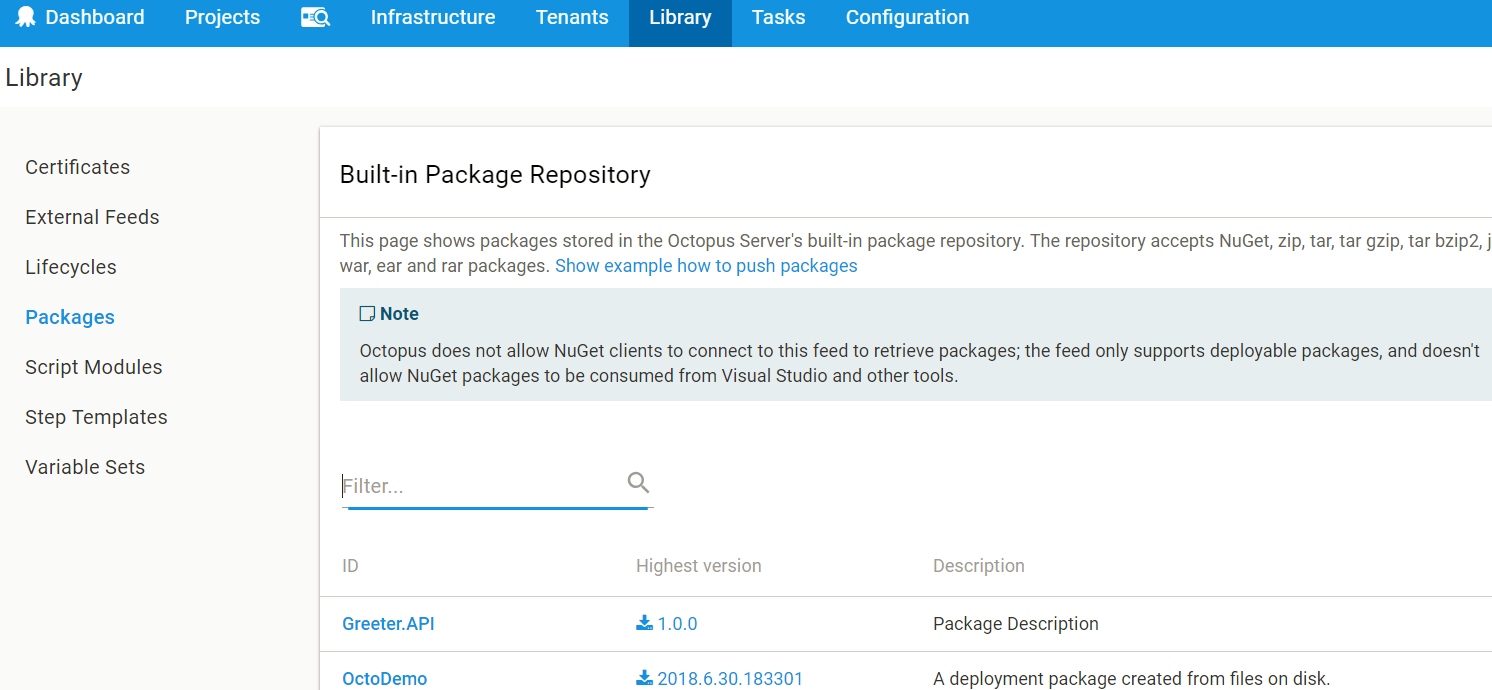 Dashboard Projects Infrastructure Tenants Library Tasks Configuration
Library
Certificates
External Feeds
Lifecycles
Packages
Script Modules
Step Templates
Variable Sets
Built-in Package Repository
This page shows packages stored in the Octopus Server's built-in package repository. The repository accepts NuGet, zip, tar, tar gzip, tar bzip2,
war, ear and rar packages. Show example how to push packages
Note
Octopus does not allow NuGet clients to connect to this feed to retrieve packages; the feed only supports deployable packages, and doesn't
allow NuGet packages to be consumed from Visual Studio and other tools.
Filter...
ID Highest version Description
Greeter.API 1.0.0 Package Description
OctoDemo 2018.6.30.183301 A deployment package created from files on disk.